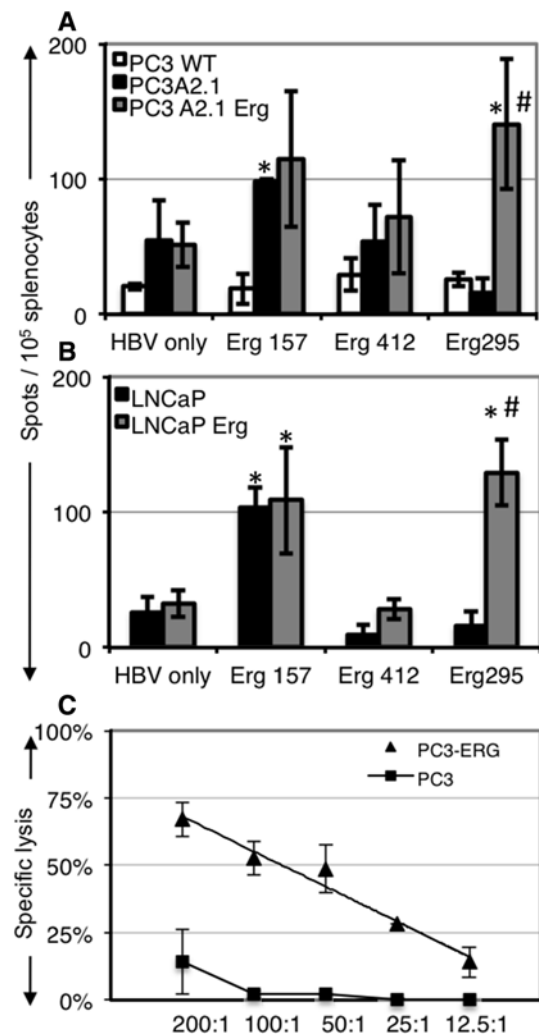 A
200
PC3 WT
PC3A2.1
PC3 A2.1 Erg
* #
*
100
0
HBV only Erg 157 Erg 412 Erg295
Spots / 10⁵ splenocytes
B
200
LNCaP
LNCaP Erg
* #
* *
100
0
HBV only Erg 157 Erg 412 Erg295
C
100%
PC3-ERG
PC3
75%
50%
25%
0%
Specific lysis
200:1 100:1 50:1 25:1 12.5:1